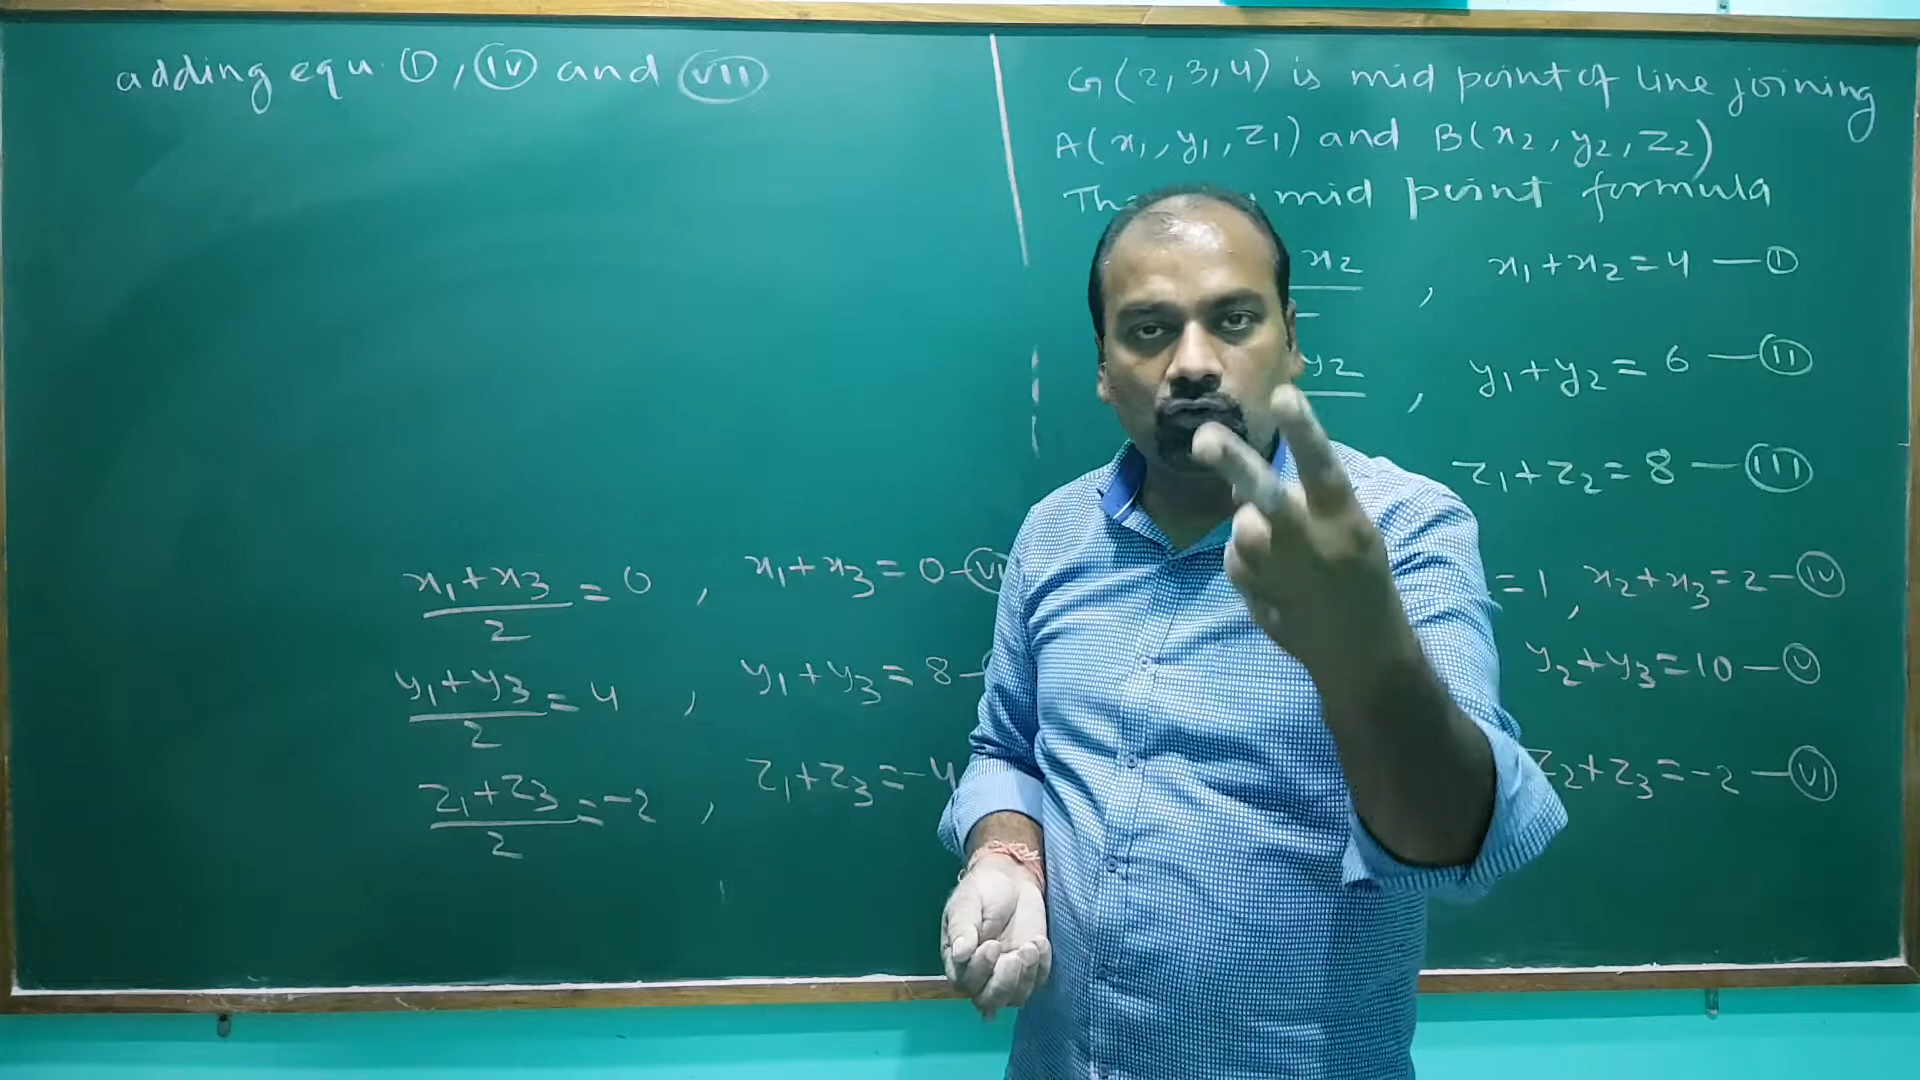 adding equ. ①, ⓘⓥ and ⓥⓘⓘ
x₁+x₃/2 = 0 , x₁+x₃ = 0 –
y₁+y₃/2 = 4 , y₁+y₃ = 8 –
z₁+z₃/2 = -2 , z₁+z₃ = -4
G(2,3,4) is mid point of line joining
A(x₁, y₁, z₁) and B(x₂, y₂, z₂)
mid point formula
x₂ , x₁+x₂=4 — Ⓘ
y₂ , y₁+y₂ = 6 — (II)
z₁+z₂ = 8 — (III)
=1 , x₂+x₃=2 – (IV)
y₂+y₃=10 – (V)
z₂+z₃=-2 – (VI)